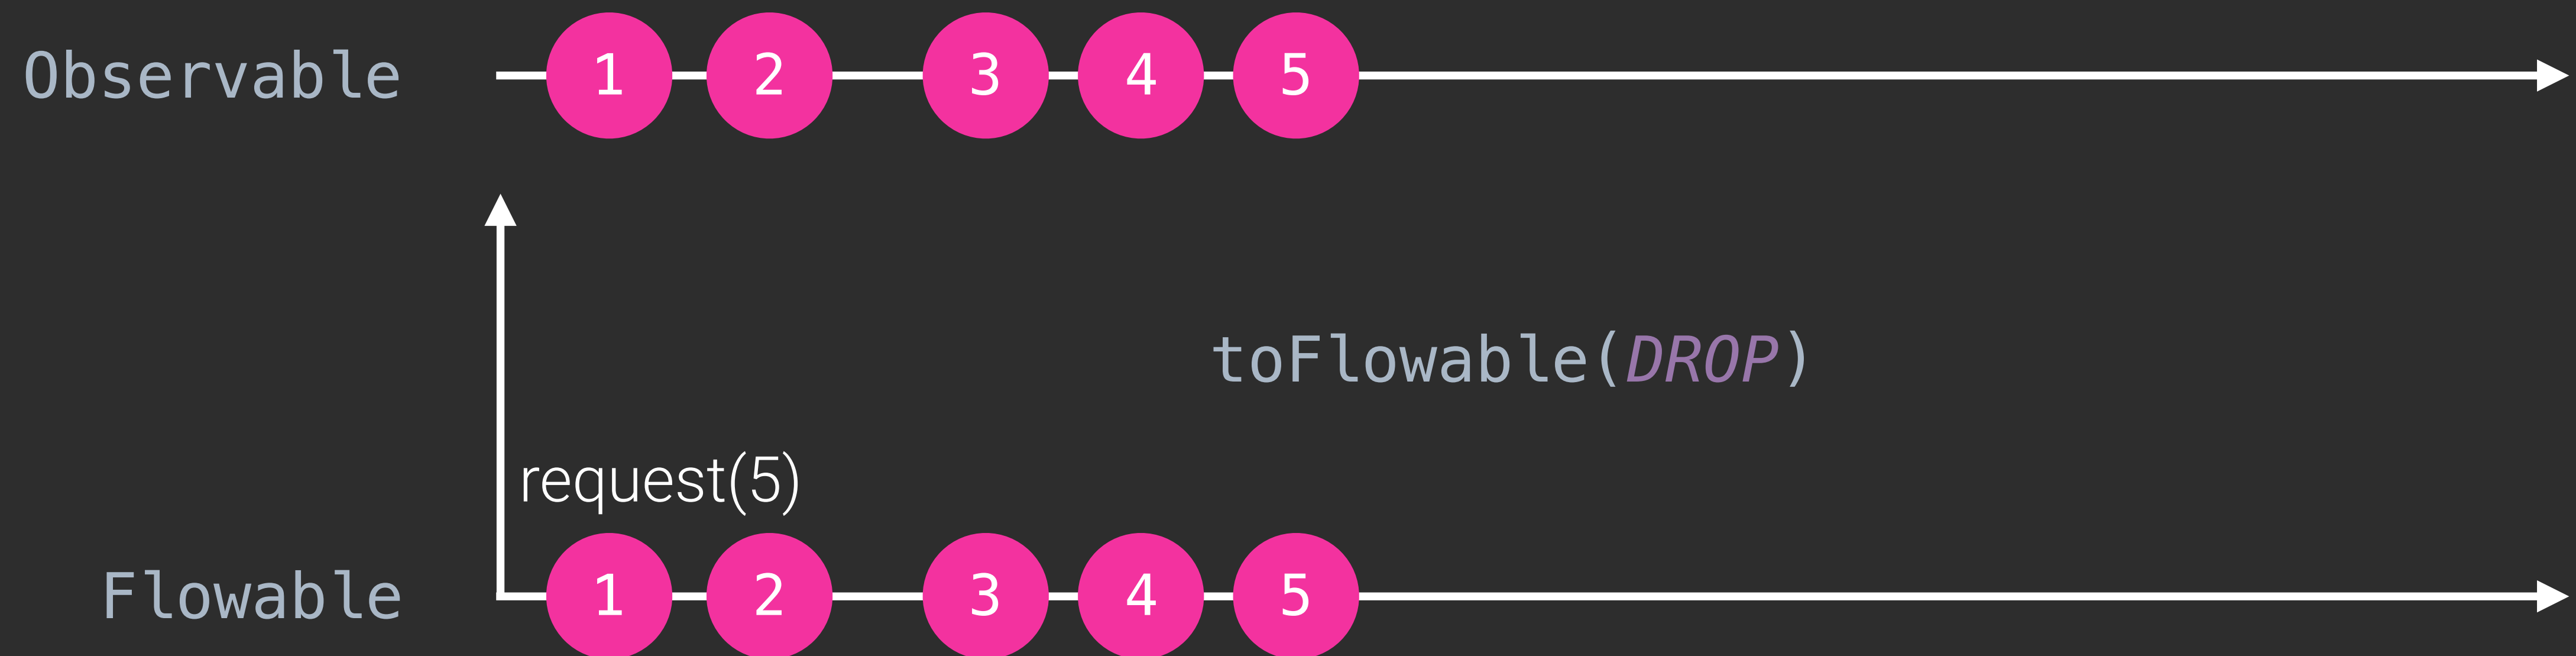 Observable 1 2 3 4 5
toFlowable(DROP)
request(5)
Flowable 1 2 3 4 5